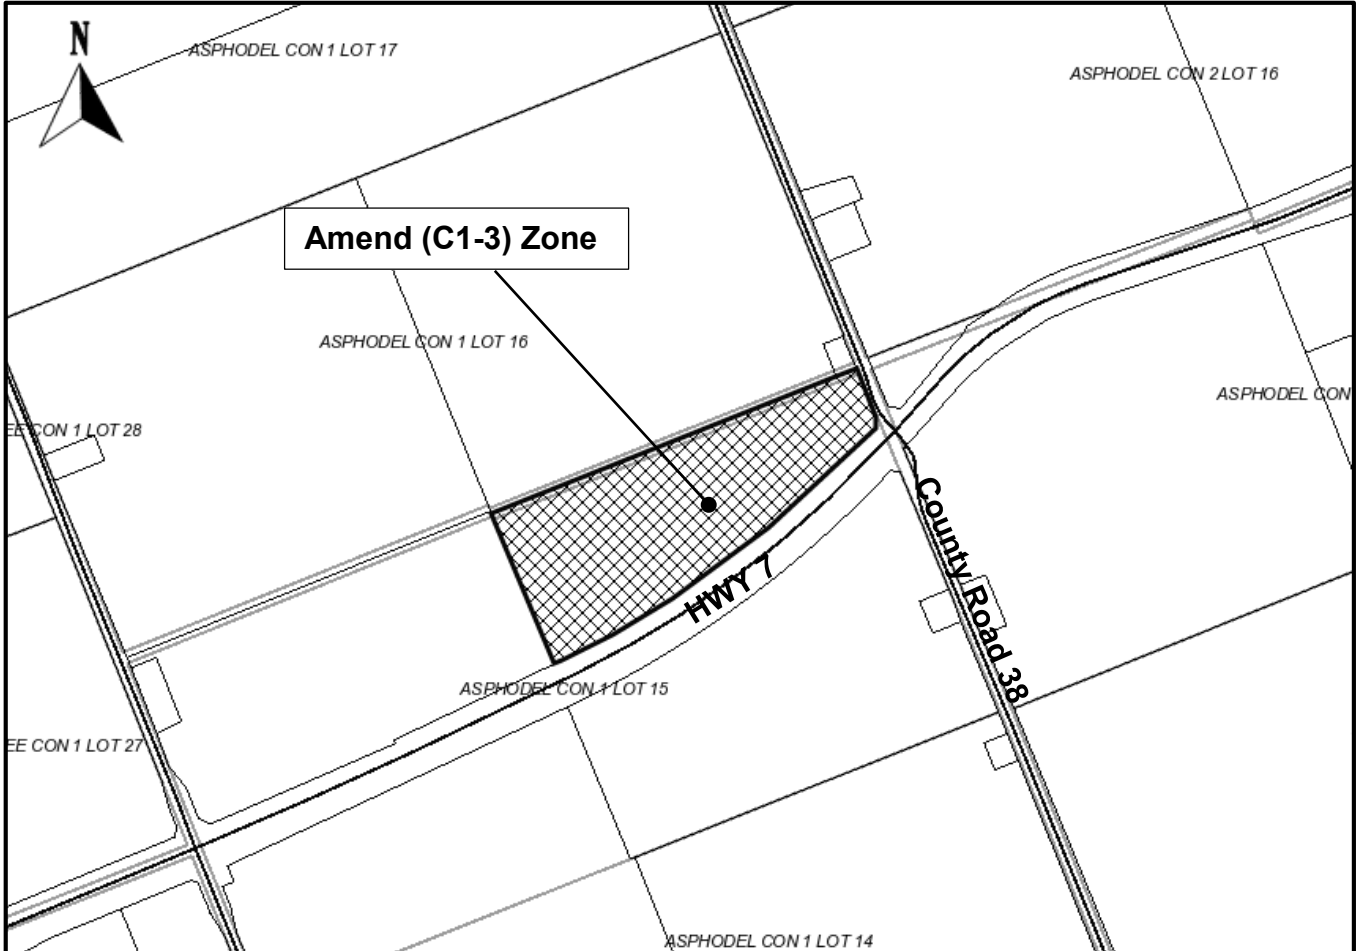 N
ASPHODEL CON 1 LOT 17
ASPHODEL CON 2 LOT 16
Amend (C1-3) Zone
ASPHODEL CON 1 LOT 16
ASPHODEL CON
EE CON 1 LOT 28
County Road 38
HWY 7
ASPHODEL CON 1 LOT 15
EE CON 1 LOT 27
ASPHODEL CON 1 LOT 14